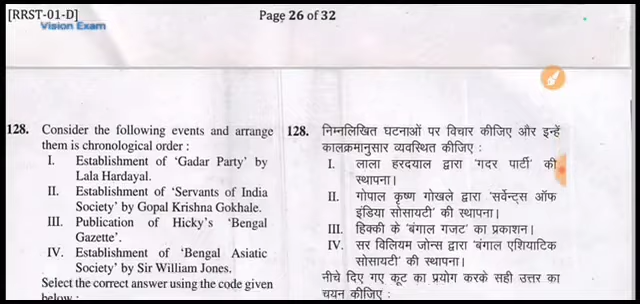 [RRST-01-D]
Page 26 of 32
Vision Exam
128. Consider the following events and arrange
them is chronological order :
I. Establishment of 'Gadar Party' by
Lala Hardayal.
II. Establishment of 'Servants of India
Society' by Gopal Krishna Gokhale.
III. Publication of Hicky's 'Bengal
Gazette'.
IV. Establishment of 'Bengal Asiatic
Society' by Sir William Jones.
Select the correct answer using the code given
below :
128. निम्नलिखित घटनाओं पर विचार कीजिए और इन्हें
कालक्रमानुसार व्यवस्थित कीजिए :
I. लाला हरदयाल द्वारा 'गदर पार्टी' की
स्थापना।
II. गोपाल कृष्ण गोखले द्वारा 'सर्वेन्ट्स ऑफ
इंडिया सोसायटी' की स्थापना।
III. हिक्की के 'बंगाल गजट' का प्रकाशन।
IV. सर विलियम जोन्स द्वारा 'बंगाल एशियाटिक
सोसायटी' की स्थापना।
नीचे दिए गए कूट का प्रयोग करके सही उत्तर का
चयन कीजिए :